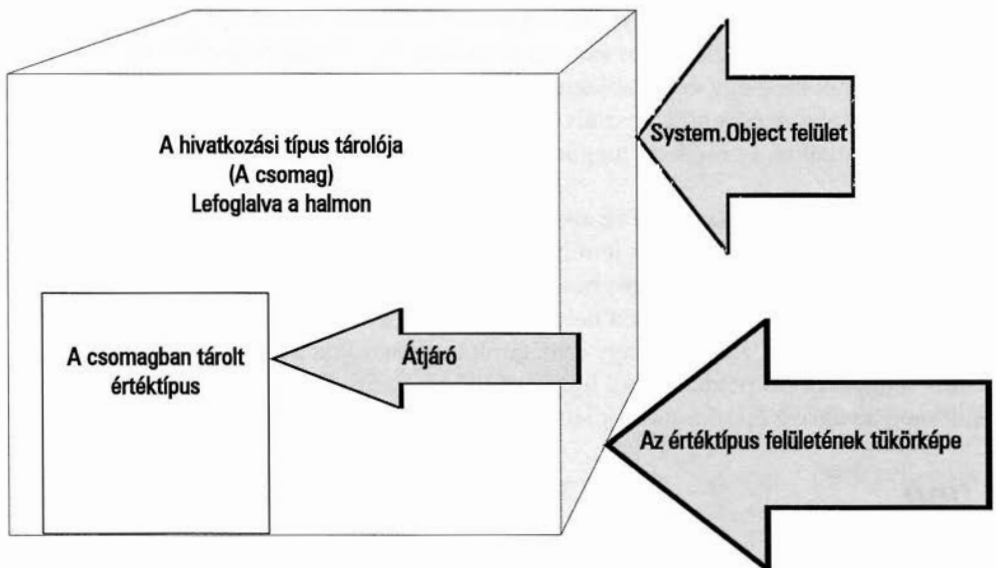 A hivatkozási típus tárolója
(A csomag)
Lefoglalva a halmon
System.Object felület
A csomagban tárolt
értéktípus
Átjáró
Az értéktípus felületének tükörképe